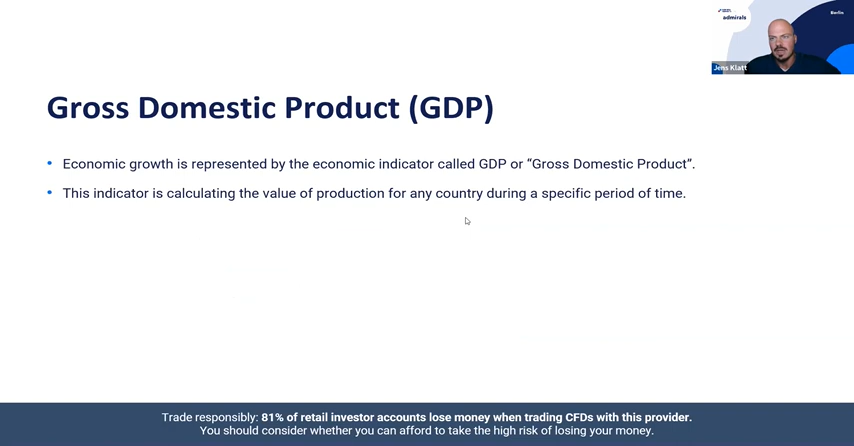 admirals
Berlin
Jens Klatt
Gross Domestic Product (GDP)
• Economic growth is represented by the economic indicator called GDP or “Gross Domestic Product”.
• This indicator is calculating the value of production for any country during a specific period of time.
Trade responsibly: 81% of retail investor accounts lose money when trading CFDs with this provider.
You should consider whether you can afford to take the high risk of losing your money.